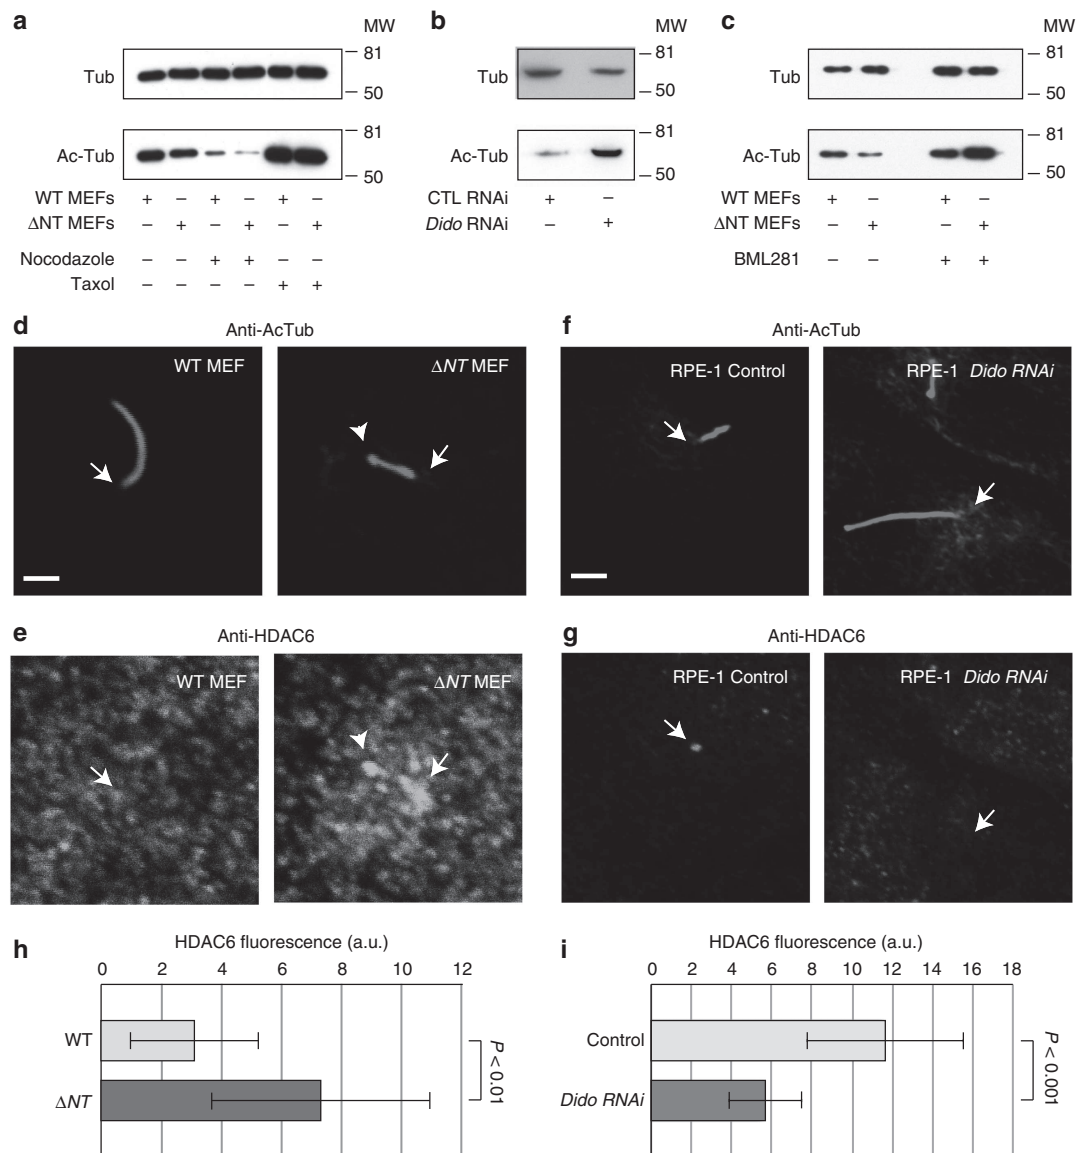 a
MW
Tub
81
50
Ac-Tub
81
50
WT MEFs + – + – + –
ΔNT MEFs – + – + – +
Nocodazole – – + + – –
Taxol – – – – + +
b
MW
Tub
81
50
Ac-Tub
81
50
CTL RNAi + –
Dido RNAi – +
c
MW
Tub
81
50
Ac-Tub
81
50
WT MEFs + – + –
ΔNT MEFs – + – +
BML281 – – + +
d
Anti-AcTub
WT MEF
ΔNT MEF
f
Anti-AcTub
RPE-1 Control
RPE-1 Dido RNAi
e
Anti-HDAC6
WT MEF
ΔNT MEF
g
Anti-HDAC6
RPE-1 Control
RPE-1 Dido RNAi
h
HDAC6 fluorescence (a.u.)
0 2 4 6 8 10 12
WT
ΔNT
P < 0.01
i
HDAC6 fluorescence (a.u.)
0 2 4 6 8 10 12 14 16 18
Control
Dido RNAi
P < 0.001